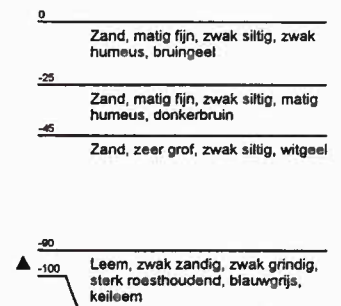 0
Zand, matig fijn, zwak siltig, zwak
humeus, bruingeel
-25
Zand, matig fijn, zwak siltig, matig
humeus, donkerbruin
-45
Zand, zeer grof, zwak siltig, witgeel
-90
-100
Leem, zwak zandig, zwak grindig,
sterk roesthoudend, blauwgrijs,
keileem